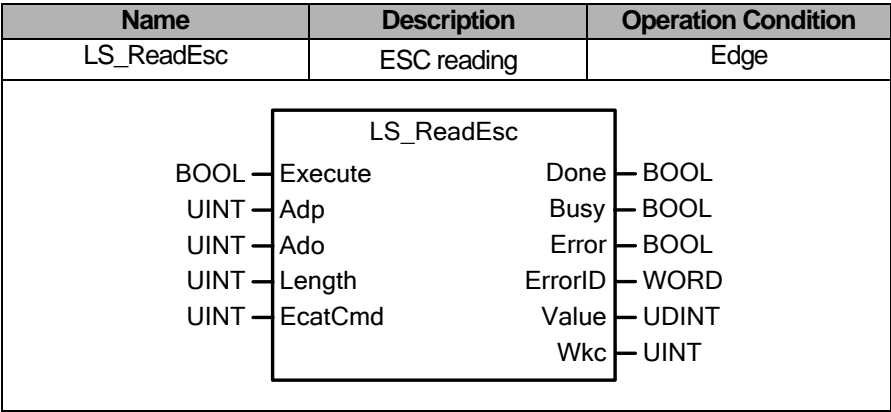 Name Description Operation Condition
LS_ReadEsc ESC reading Edge
LS_ReadEsc
BOOL Execute Done BOOL
UINT Adp Busy BOOL
UINT Ado Error BOOL
UINT Length ErrorID WORD
UINT EcatCmd Value UDINT
Wkc UINT